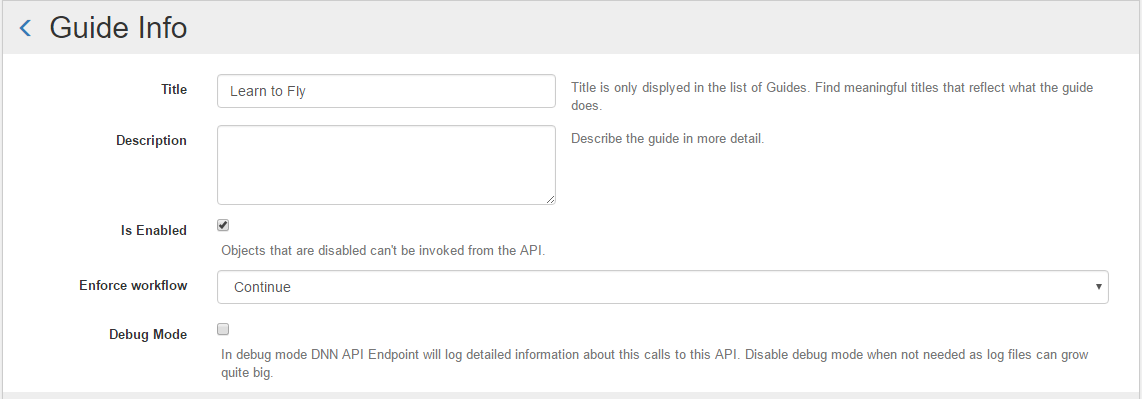 Guide Info
Title
Learn to Fly
Title is only displyed in the list of Guides. Find meaningful titles that reflect what the guide
does.
Description
Describe the guide in more detail.
Is Enabled
Objects that are disabled can't be invoked from the API.
Enforce workflow
Continue
Debug Mode
In debug mode DNN API Endpoint will log detailed information about this calls to this API. Disable debug mode when not needed as log files can grow
quite big.